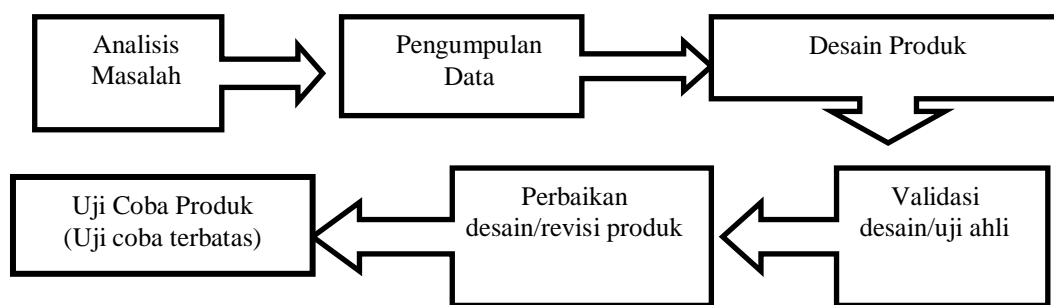 Analisis
Masalah
Pengumpulan
Data
Desain Produk
Validasi
desain/uji ahli
Perbaikan
desain/revisi produk
Uji Coba Produk
(Uji coba terbatas)